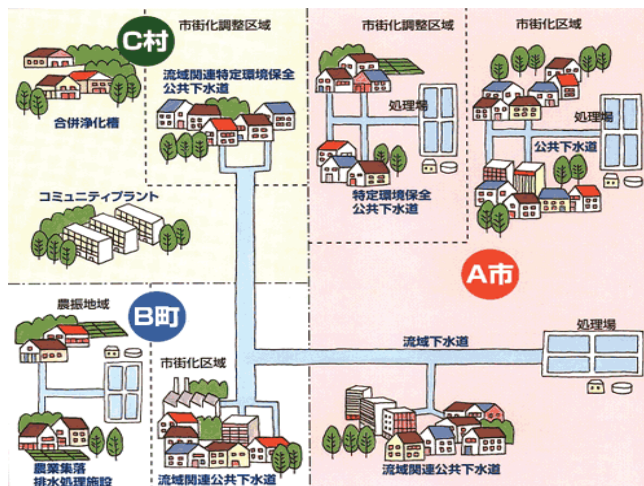 C村
市街化調整区域
流域関連特定環境保全
公共下水道
合併浄化槽
コミュニティプラント
市街化調整区域
処理場
特定環境保全
公共下水道
市街化区域
処理場
公共下水道
A市
農振地域
B町
農業集落
排水処理施設
市街化区域
流域関連公共下水道
流域下水道
処理場
流域関連公共下水道